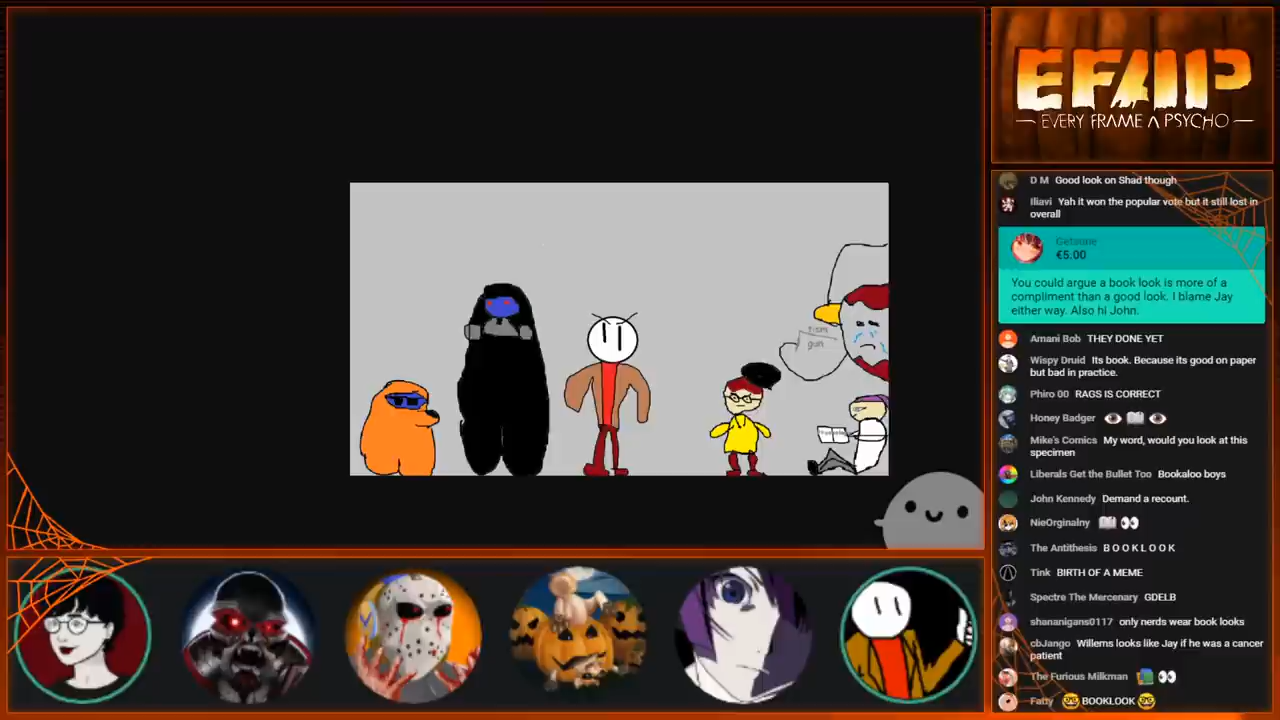 EFAP
EVERY FRAME A PSYCHO
D M Good look on Shad though
Iliavi Yah it won the popular vote but it still lost in
overall
Getsune
€5.00
You could argue a book look is more of a
compliment than a good look. I blame Jay
either way. Also hi John.
Amani Bob THEY DONE YET
Wispy Druid Its book. Because its good on paper
but bad in practice.
Phiro 00 RAGS IS CORRECT
Honey Badger 👁 📖 👁
Mike's Comics My word, would you look at this
specimen
Liberals Get the Bullet Too Bookaloo boys
John Kennedy Demand a recount.
NieOrginalny 📖 👀
The Antithesis B O O K L O O K
Tink BIRTH OF A MEME
Spectre The Mercenary GDELB
shananigans0117 only nerds wear book looks
cbJango Willems looks like Jay if he was a cancer
patient
The Furious Milkman 📚 👀
Fatty 🤓 BOOKLOOK 🤓
tism
gun